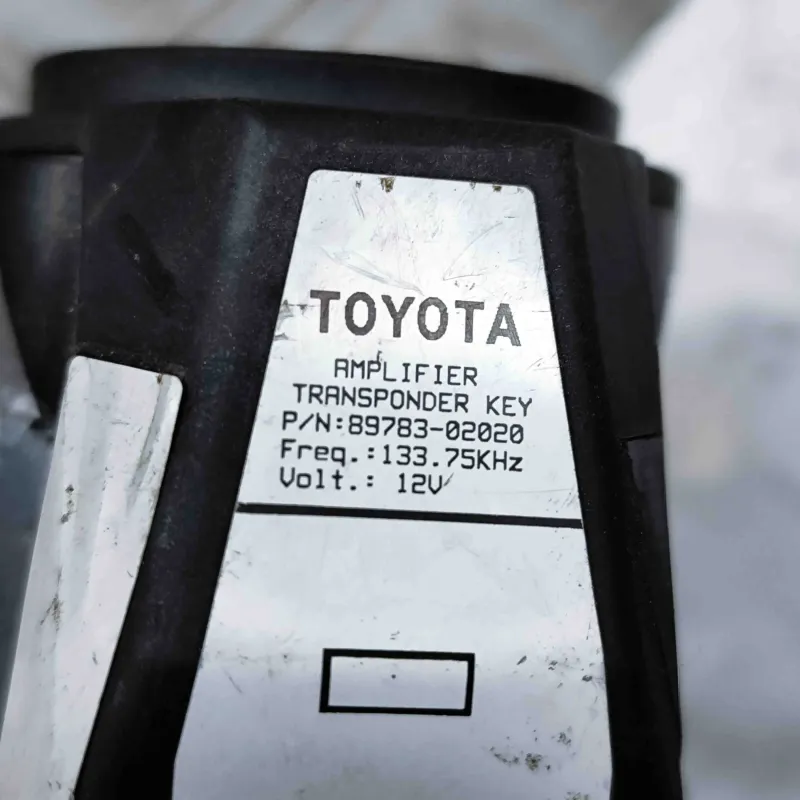 TOYOTA
AMPLIFIER
TRANSPONDER KEY
P/N:89783-02020
Freq.:133.75KHz
Volt.: 12V